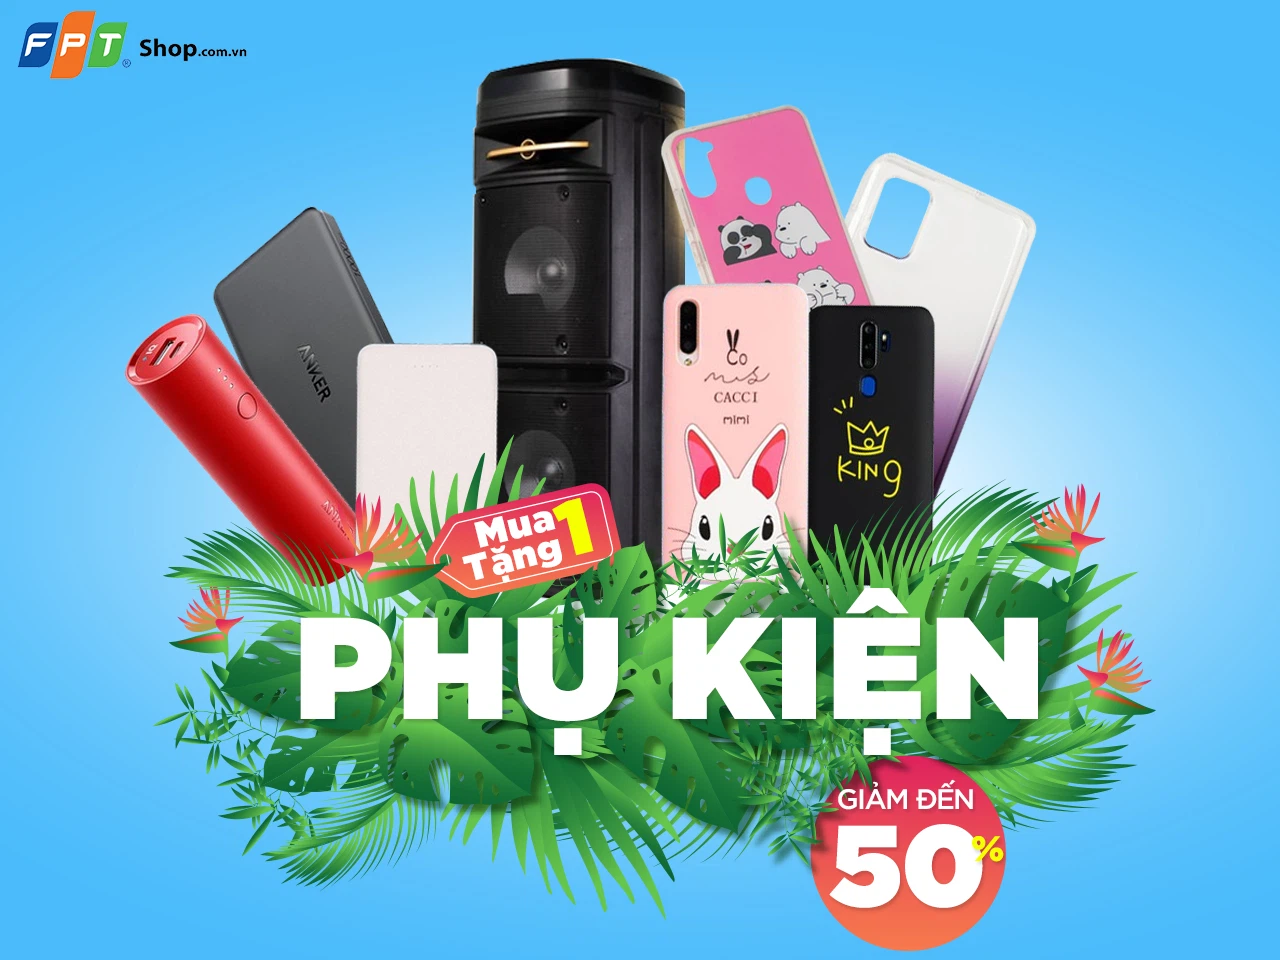 FPT® Shop.com.vn
ANKER
ANKER
Co
mis
CACCI
mimi
KING
Mua 1
Tặng 1
PHỤ KIỆN
GIẢM ĐẾN
50%